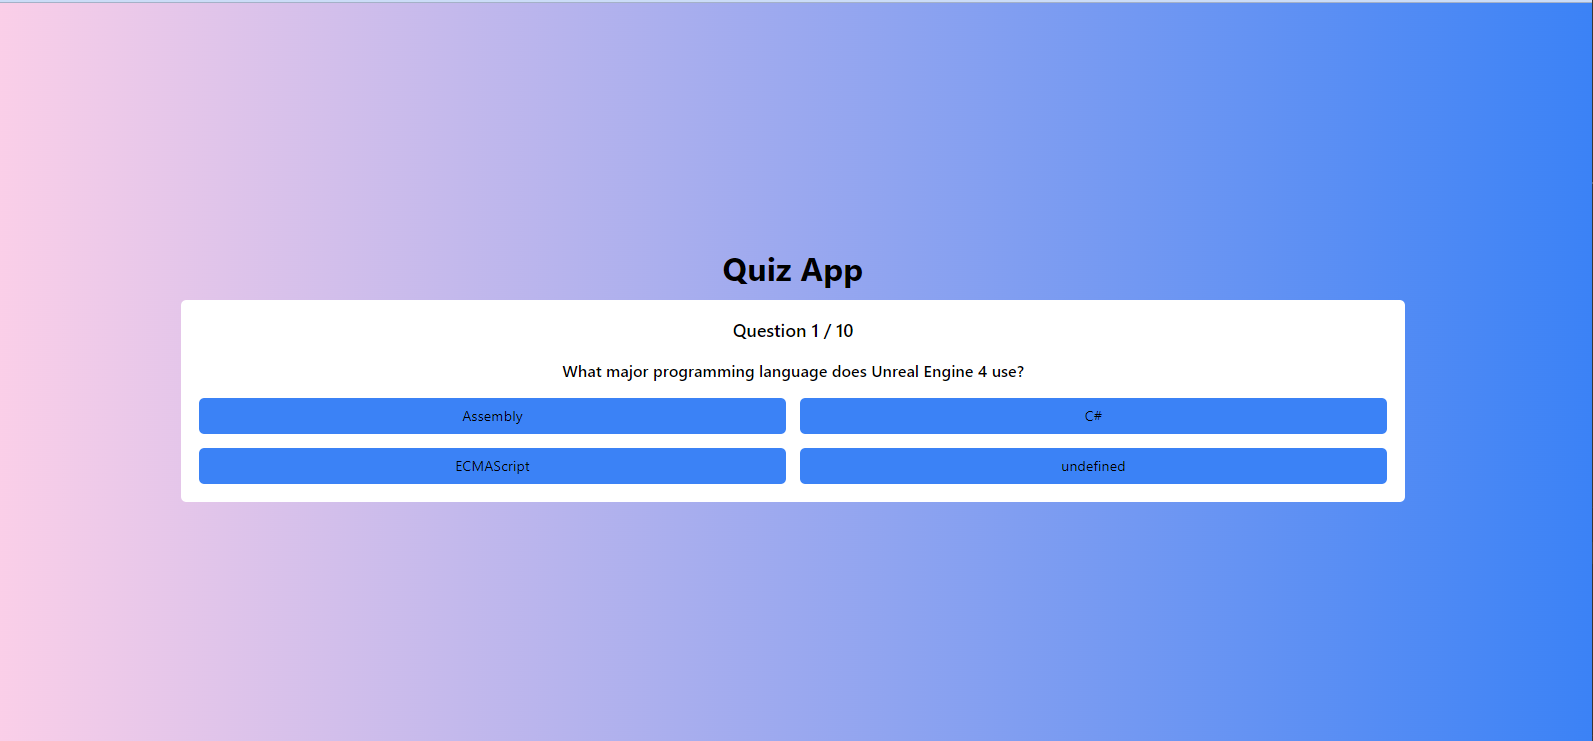 Quiz App
Question 1 / 10
What major programming language does Unreal Engine 4 use?
Assembly
C#
ECMAScript
undefined